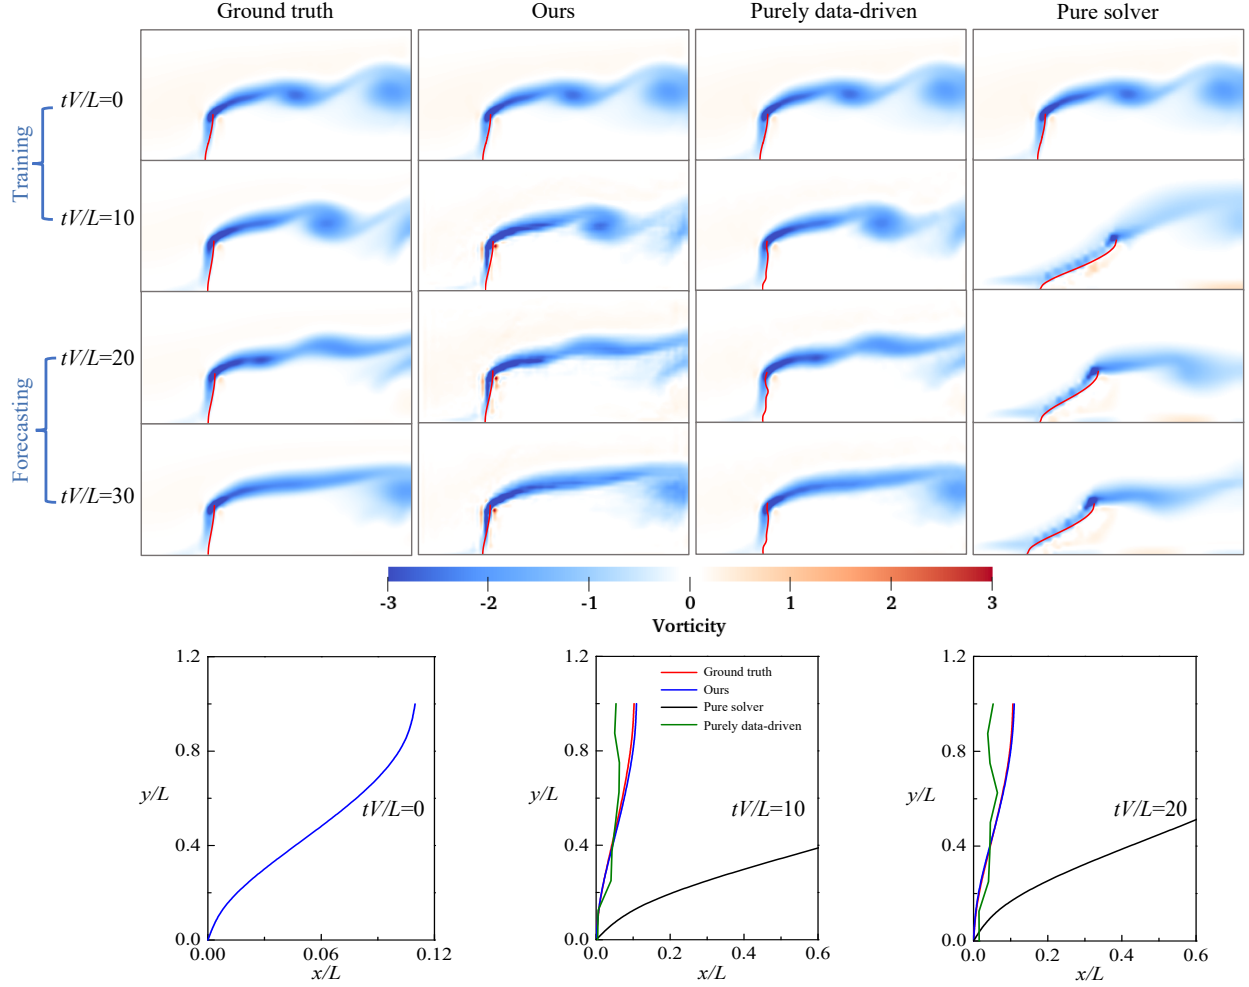 Ground truth
Ours
Purely data-driven
Pure solver
Training
tV/L=0
tV/L=10
Forecasting
tV/L=20
tV/L=30
-3
-2
-1
0
1
2
3
Vorticity
1.2
0.8
y/L
tV/L=0
0.4
0.0
0.00
0.06
0.12
x/L
1.2
Ground truth
Ours
Pure solver
Purely data-driven
0.8
y/L
tV/L=10
0.4
0.0
0.0
0.2
0.4
0.6
x/L
1.2
0.8
y/L
tV/L=20
0.4
0.0
0.0
0.2
0.4
0.6
x/L